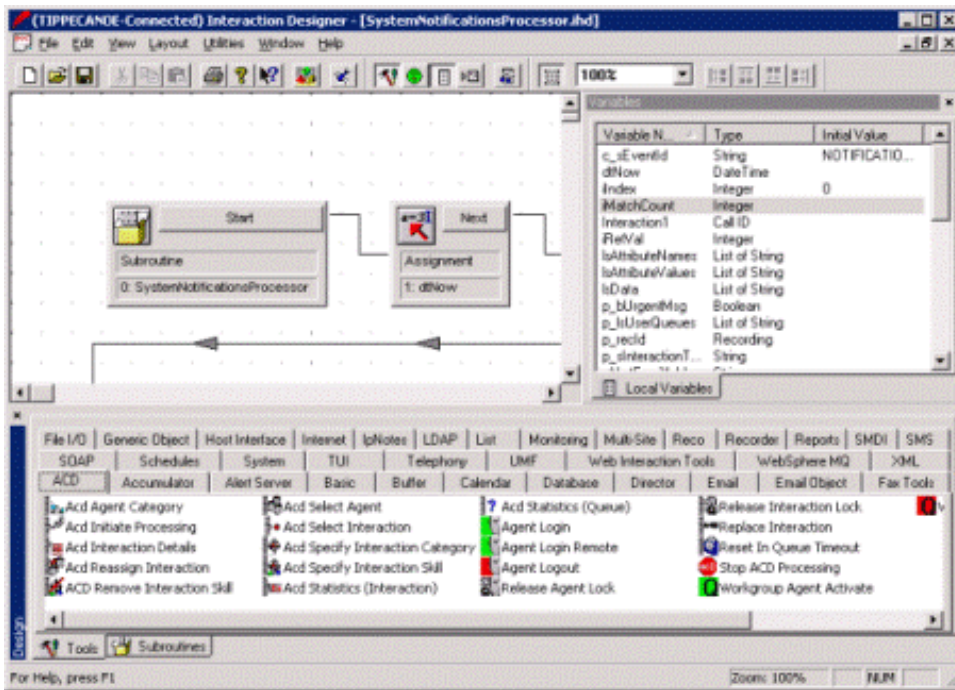 (TIPPECANOE-Connected) Interaction Designer - [SystemNotificationsProcessor.ihd]
File Edit View Layout Utilities Window Help
100%
Variables
Variable N... Type Initial Value
c_sEventId String NOTIFICATIO...
dtNow DateTime
iIndex Integer 0
iMatchCount Integer
Interaction1 Call ID
iRetVal Integer
lsAttributeNames List of String
lsAttributeValues List of String
lsData List of String
p_bUrgentMsg Boolean
p_lsUserQueues List of String
p_recId Recording
p_sInteractionT... String
Start
Subroutine
0: SystemNotificationsProcessor
Next
Assignment
1: dtNow
Local Variables
File I/O Generic Object Host Interface Internet IpNotes LDAP List Monitoring Multi-Site Reco Recorder Reports SMDI SMS
SOAP Schedules System TUI Telephony UMF Web Interaction Tools WebSphere MQ XML
ACD Accumulator Alert Server Basic Buffer Calendar Database Director Email Email Object Fax Tools
Acd Agent Category Acd Select Agent Acd Statistics (Queue) Release Interaction Lock
Acd Initiate Processing Acd Select Interaction Agent Login Replace Interaction
Acd Interaction Details Acd Specify Interaction Category Agent Login Remote Reset In Queue Timeout
Acd Reassign Interaction Acd Specify Interaction Skill Agent Logout Stop ACD Processing
ACD Remove Interaction Skill Acd Statistics (Interaction) Release Agent Lock Workgroup Agent Activate
Design
Tools Subroutines
For Help, press F1 Zoom: 100% NUM